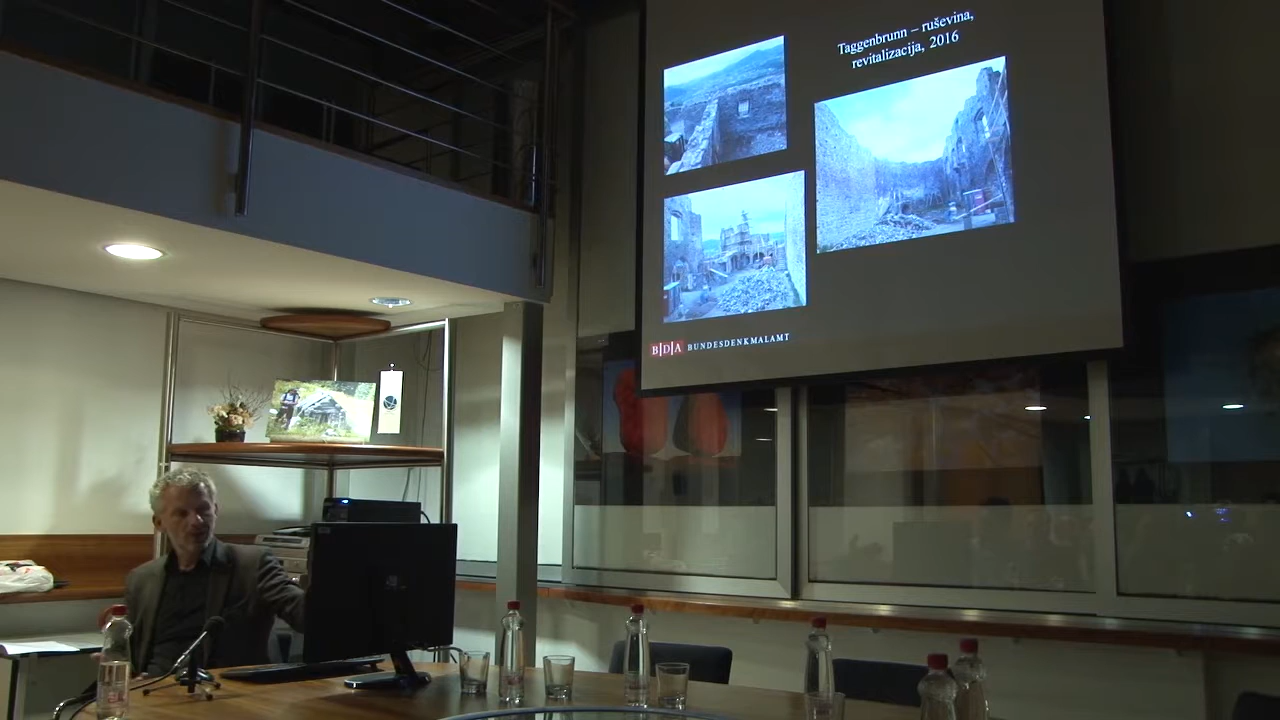 Taggenbrunn – ruševina,
revitalizacija, 2016
B|D|A BUNDESDENKMALAMT